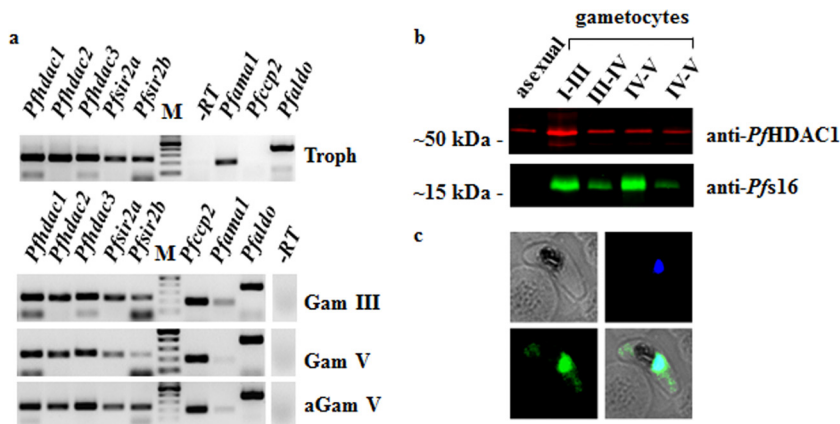 a
Pfhdac1 Pfhdac2 Pfhdac3 Pfsir2a Pfsir2b M -RT Pfama1 Pfccp2 Pfaldo
Troph
Pfhdac1 Pfhdac2 Pfhdac3 Pfsir2a Pfsir2b M Pfccp2 Pfama1 Pfaldo -RT
Gam III
Gam V
aGam V
b
gametocytes
asexual I-III III-IV IV-V IV-V
~50 kDa - anti-PfHDAC1
~15 kDa - anti-Pfs16
c